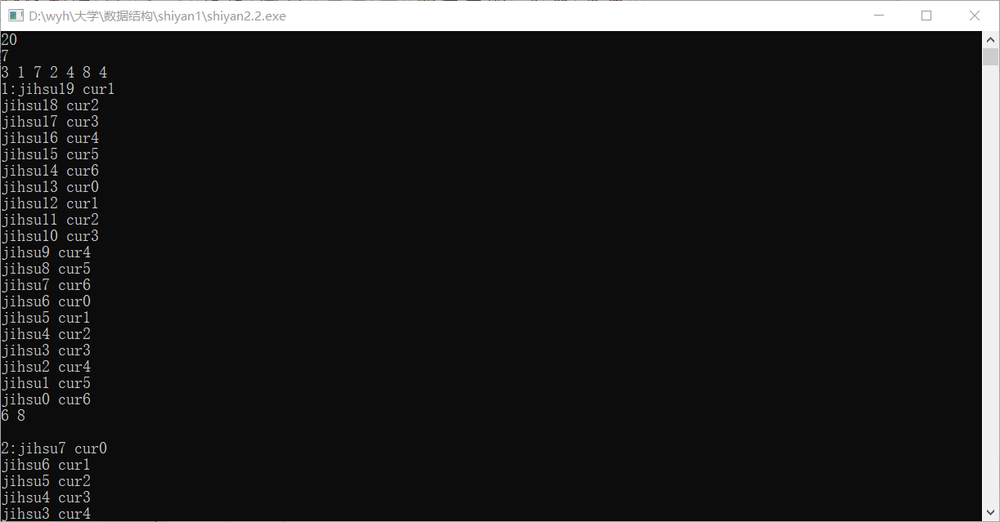 D:\wyh\大学\数据结构\shiyan1\shiyan2.2.exe
20
7
3 1 7 2 4 8 4
1:jihsu19 cur1
jihsu18 cur2
jihsu17 cur3
jihsu16 cur4
jihsu15 cur5
jihsu14 cur6
jihsu13 cur0
jihsu12 cur1
jihsu11 cur2
jihsu10 cur3
jihsu9 cur4
jihsu8 cur5
jihsu7 cur6
jihsu6 cur0
jihsu5 cur1
jihsu4 cur2
jihsu3 cur3
jihsu2 cur4
jihsu1 cur5
jihsu0 cur6
6 8
2:jihsu7 cur0
jihsu6 cur1
jihsu5 cur2
jihsu4 cur3
jihsu3 cur4